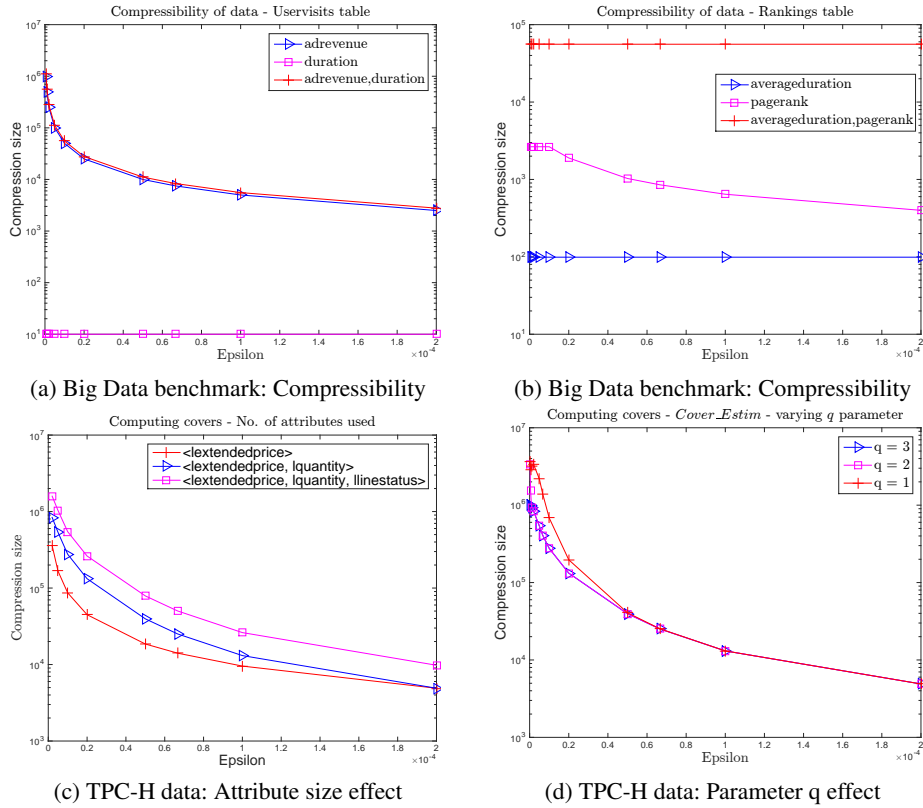 Compressibility of data - Uservisits table
10^7
10^6
10^5
10^4
10^3
10^2
10^1
Compression size
adrevenue
duration
adrevenue,duration
0 0.2 0.4 0.6 0.8 1 1.2 1.4 1.6 1.8 2
Epsilon
×10^-4
(a) Big Data benchmark: Compressibility
Compressibility of data - Rankings table
10^5
10^4
10^3
10^2
10^1
Compression size
averageduration
pagerank
averageduration,pagerank
0 0.2 0.4 0.6 0.8 1 1.2 1.4 1.6 1.8 2
Epsilon
×10^-4
(b) Big Data benchmark: Compressibility
Computing covers - No. of attributes used
10^7
10^6
10^5
10^4
10^3
Compression size
<lextendedprice>
<lextendedprice, lquantity>
<lextendedprice, lquantity, llinestatus>
0 0.2 0.4 0.6 0.8 1 1.2 1.4 1.6 1.8 2
Epsilon
×10^-4
(c) TPC-H data: Attribute size effect
Computing covers - Cover_Estim - varying q parameter
10^7
10^6
10^5
10^4
10^3
Compression size
q = 3
q = 2
q = 1
0 0.2 0.4 0.6 0.8 1 1.2 1.4 1.6 1.8 2
Epsilon
×10^-4
(d) TPC-H data: Parameter q effect